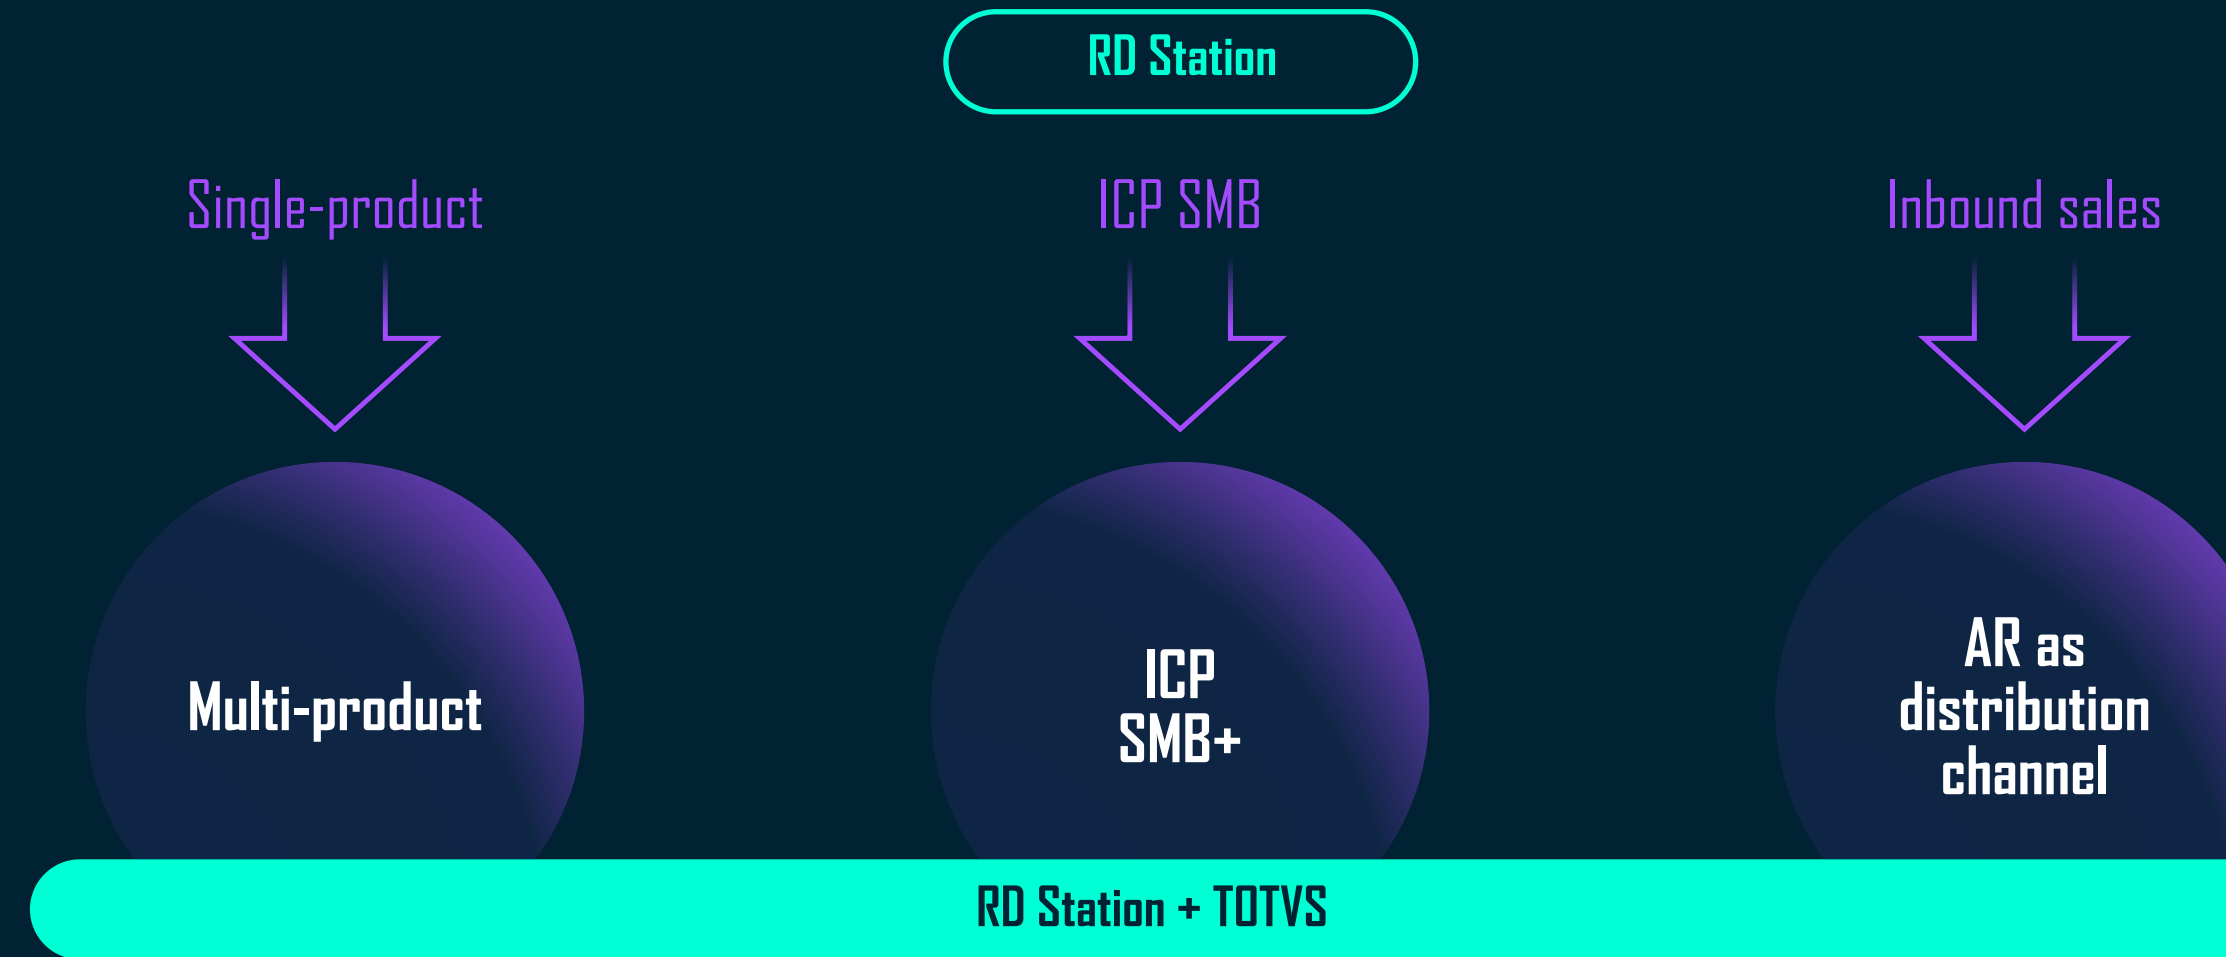 RD Station
Single-product
ICP SMB
Inbound sales
Multi-product
ICP
SMB+
AR as
distribution
channel
RD Station + TOTVS